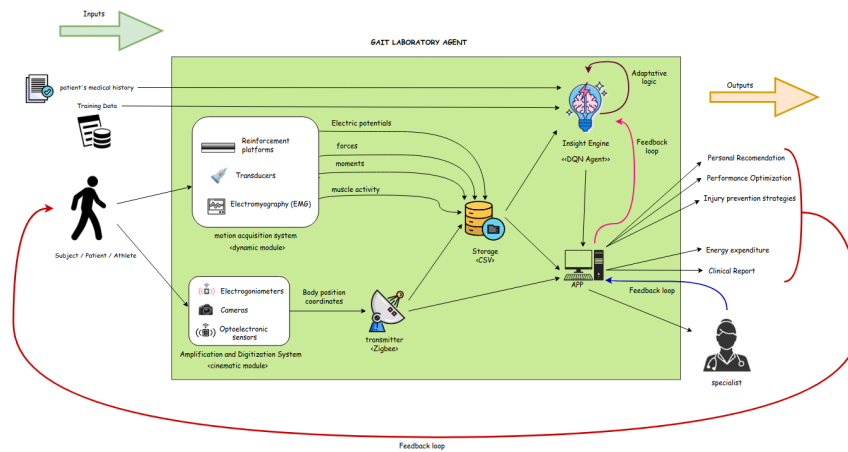 Inputs
GAIT LABORATORY AGENT
patient's medical history
Training Data
Adaptative
logic
Outputs
Electric potentials
Reinforcement
platforms
forces
moments
Transducers
muscle activity
Electromyography (EMG)
motion acquisition system
<dynamic module>
Insight Engine
<<DQN Agent>>
Feedback
loop
Personal Recomendation
Performance Optimization
Injury prevention strategies
Energy expenditure
Clinical Report
Subject / Patient / Athlete
Storage
<CSV>
APP
Feedback loop
Electrogoniometers
Cameras
Optoelectronic
sensors
Body position
coordinates
transmitter
<Zigbee>
Amplification and Digitization System
<cinematic module>
specialist
Feedback loop